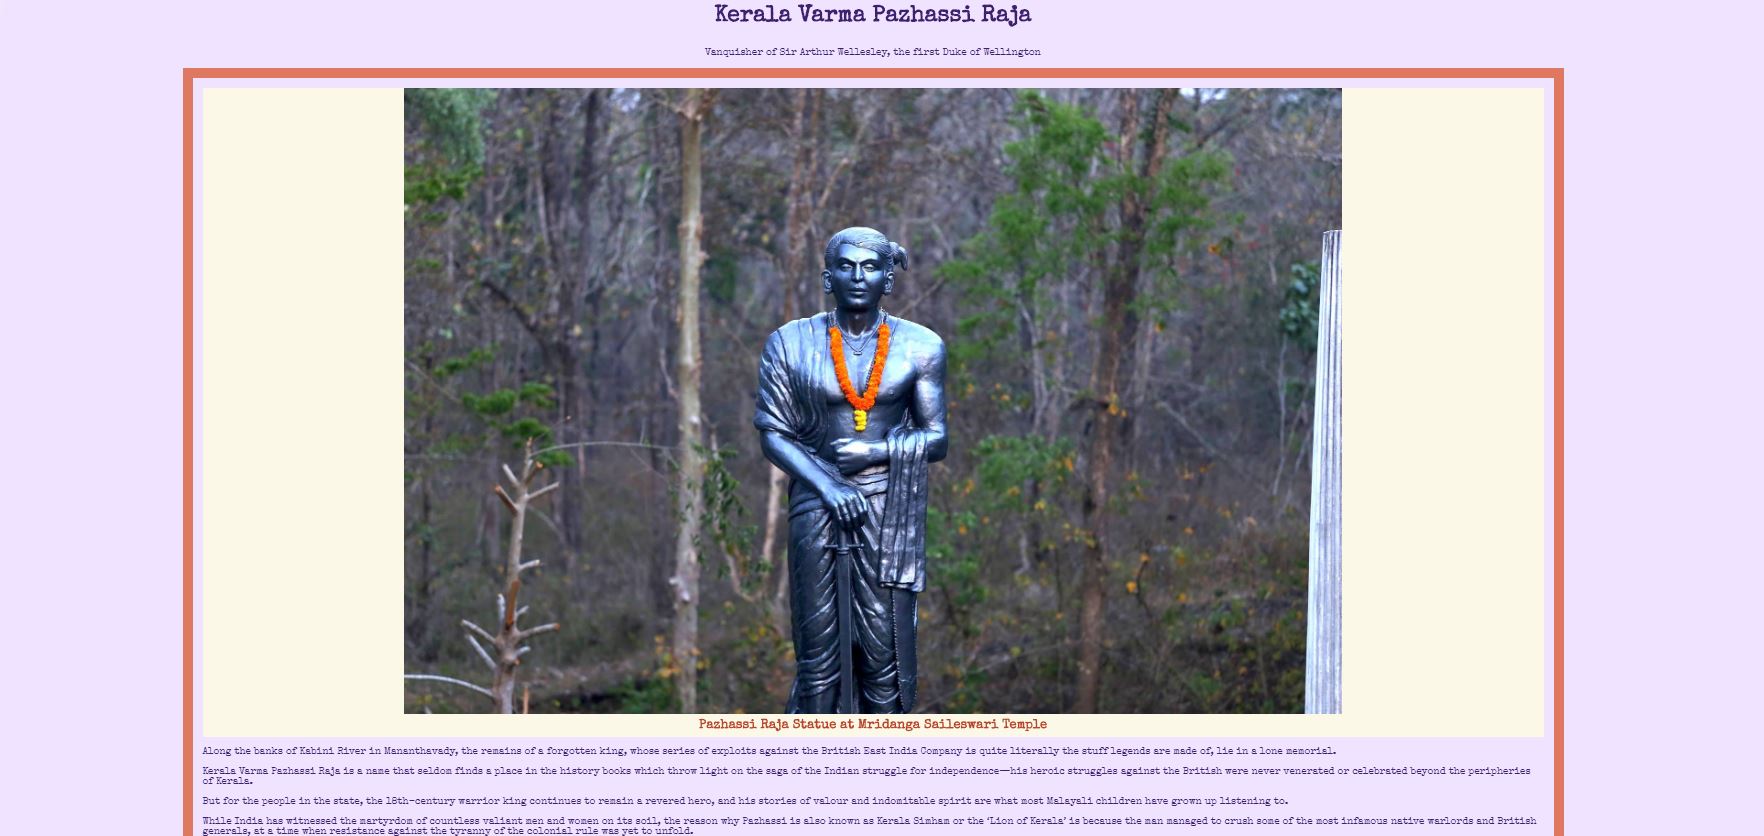 Kerala Varma Pazhassi Raja
Vanquisher of Sir Arthur Wellesley, the first Duke of Wellington
Pazhassi Raja Statue at Mridanga Saileswari Temple
Along the banks of Kabini River in Mananthavady, the remains of a forgotten king, whose series of exploits against the British East India Company is quite literally the stuff legends are made of, lie in a lone memorial.
Kerala Varma Pazhassi Raja is a name that seldom finds a place in the history books which throw light on the saga of the Indian struggle for independence—his heroic struggles against the British were never venerated or celebrated beyond the peripheries
of Kerala.
But for the people in the state, the 18th-century warrior king continues to remain a revered hero, and his stories of valour and indomitable spirit are what most Malayali children have grown up listening to.
While India has witnessed the martyrdom of countless valiant men and women on its soil, the reason why Pazhassi is also known as Kerala Simham or the ‘Lion of Kerala’ is because the man managed to crush some of the most infamous native warlords and British
generals, at a time when resistance against the tyranny of the colonial rule was yet to unfold.